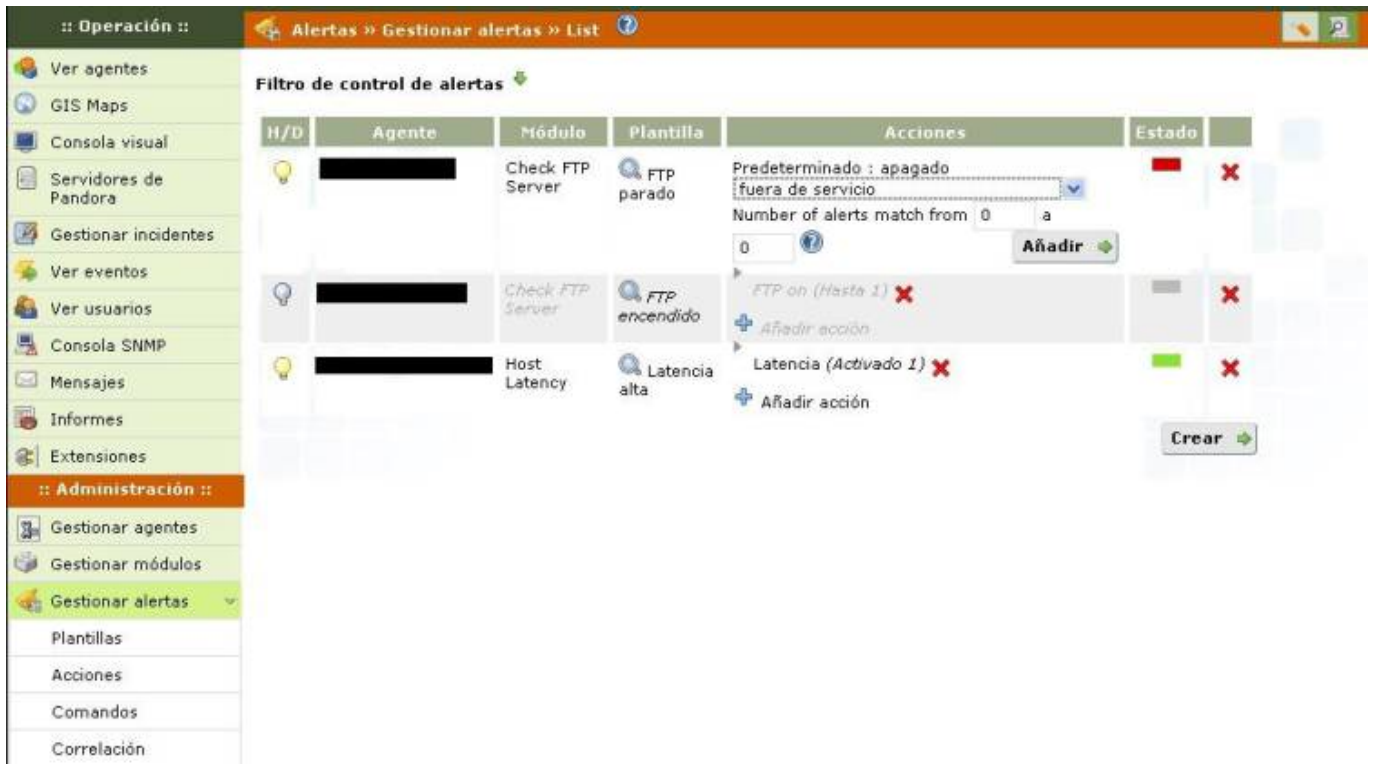 :: Operación ::
Ver agentes
GIS Maps
Consola visual
Servidores de
Pandora
Gestionar incidentes
Ver eventos
Ver usuarios
Consola SNMP
Mensajes
Informes
Extensiones
:: Administración ::
Gestionar agentes
Gestionar módulos
Gestionar alertas
Plantillas
Acciones
Comandos
Correlación
Alertas » Gestionar alertas » List
Filtro de control de alertas
H/D Agente Módulo Plantilla Acciones Estado
Check FTP
Server
FTP
parado
Predeterminado : apagado
fuera de servicio
Number of alerts match from 0 a
0 Añadir
Check FTP
Server
FTP
encendido
FTP on (Hasta 1)
Añadir acción
Host
Latency
Latencia
alta
Latencia (Activado 1)
Añadir acción
Crear